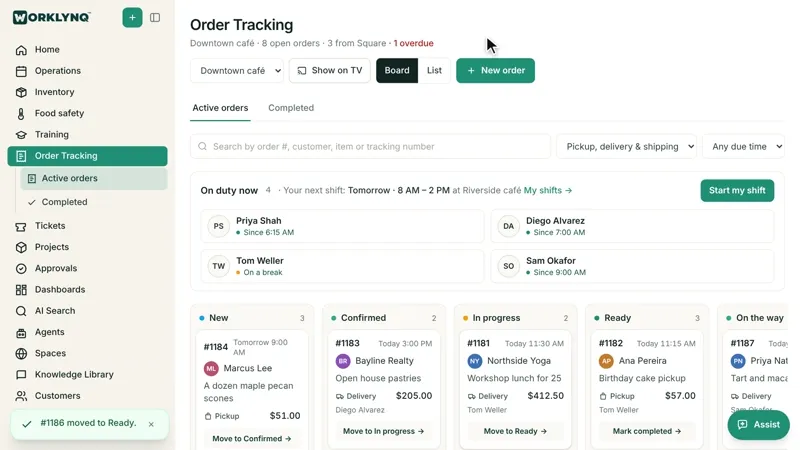 WORKLYNQ
Home
Operations
Inventory
Food safety
Training
Order Tracking
Active orders
Completed
Tickets
Projects
Approvals
Dashboards
AI Search
Agents
Spaces
Knowledge Library
Customers
#1186 moved to Ready.
Order Tracking
Downtown café · 8 open orders · 3 from Square · 1 overdue
Downtown café
Show on TV
Board
List
+ New order
Active orders
Completed
Search by order #, customer, item or tracking number
Pickup, delivery & shipping
Any due time
On duty now 4 · Your next shift: Tomorrow · 8 AM – 2 PM at Riverside café My shifts →
Start my shift
PS
Priya Shah
Since 6:15 AM
DA
Diego Alvarez
Since 7:00 AM
TW
Tom Weller
On a break
SO
Sam Okafor
Since 9:00 AM
New 3
#1184 Tomorrow 9:00 AM
ML Marcus Lee
A dozen maple pecan
scones
Pickup $51.00
Move to Confirmed →
Confirmed 2
#1183 Today 3:00 PM
BR Bayline Realty
Open house pastries
Delivery $205.00
Diego Alvarez
Move to In progress →
In progress 2
#1181 Today 11:30 AM
NY Northside Yoga
Workshop lunch for 25
Delivery $412.50
Tom Weller
Move to Ready →
Ready 3
#1182 Today 11:15 AM
AP Ana Pereira
Birthday cake pickup
Pickup $57.00
Tom Weller
Mark completed →
On the way
#1187 Today
PN Priya Nat
Tart and maca
Delivery
Assist